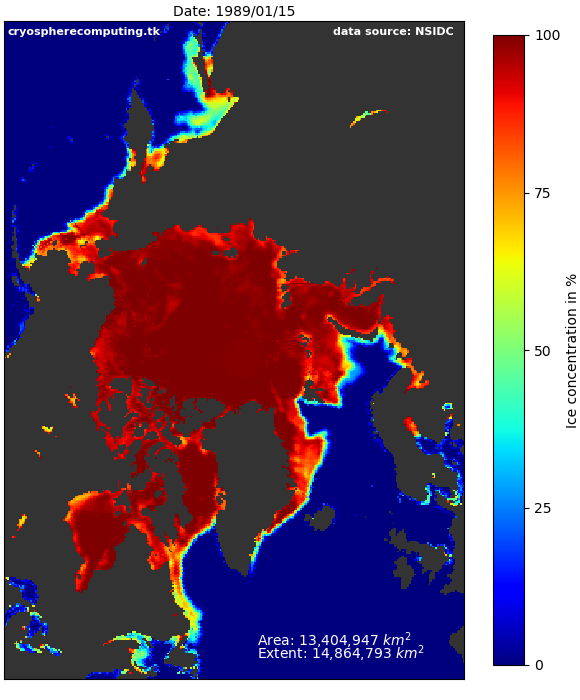 Date: 1989/01/15
cryospherecomputing.tk data source: NSIDC
100
75
50
25
0
Ice concentration in %
Area: 13,404,947 km²
Extent: 14,864,793 km²